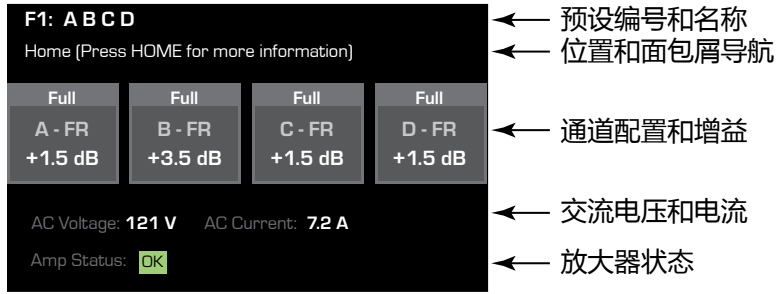 F1: A B C D
预设编号和名称
Home (Press HOME for more information)
位置和面包屑导航
Full Full Full Full
A - FR B - FR C - FR D - FR
通道配置和增益
+1.5 dB +3.5 dB +1.5 dB +1.5 dB
AC Voltage: 121 V AC Current: 7.2 A
交流电压和电流
Amp Status: OK
放大器状态